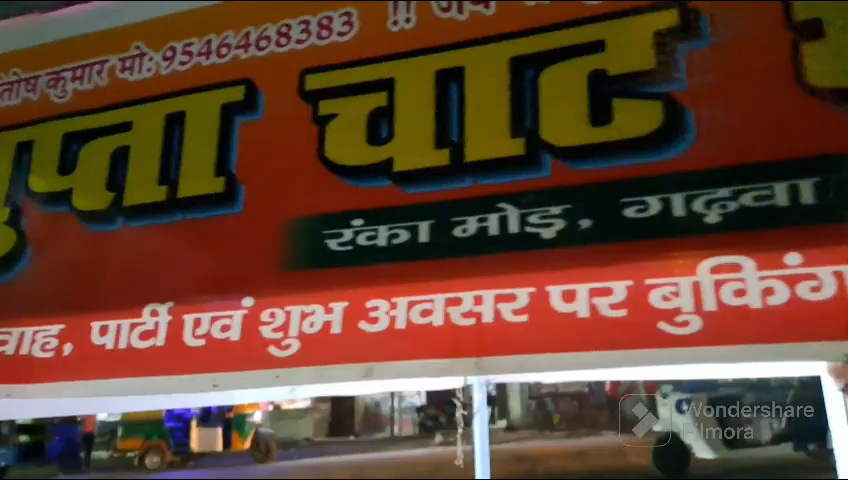 कुमार मो: 9546468383 !!
गुप्ता चाट
रंका मोड़, गढ़वा
पार्टी एवं शुभ अवसर पर बुकिंग
Wondershare
Filmora